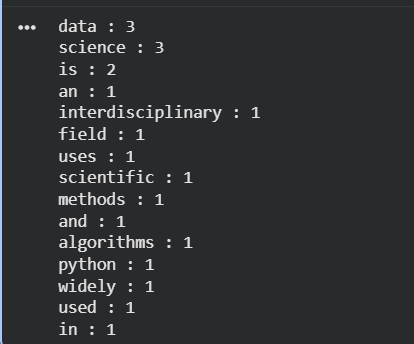 data : 3
science : 3
is : 2
an : 1
interdisciplinary : 1
field : 1
uses : 1
scientific : 1
methods : 1
and : 1
algorithms : 1
python : 1
widely : 1
used : 1
in : 1